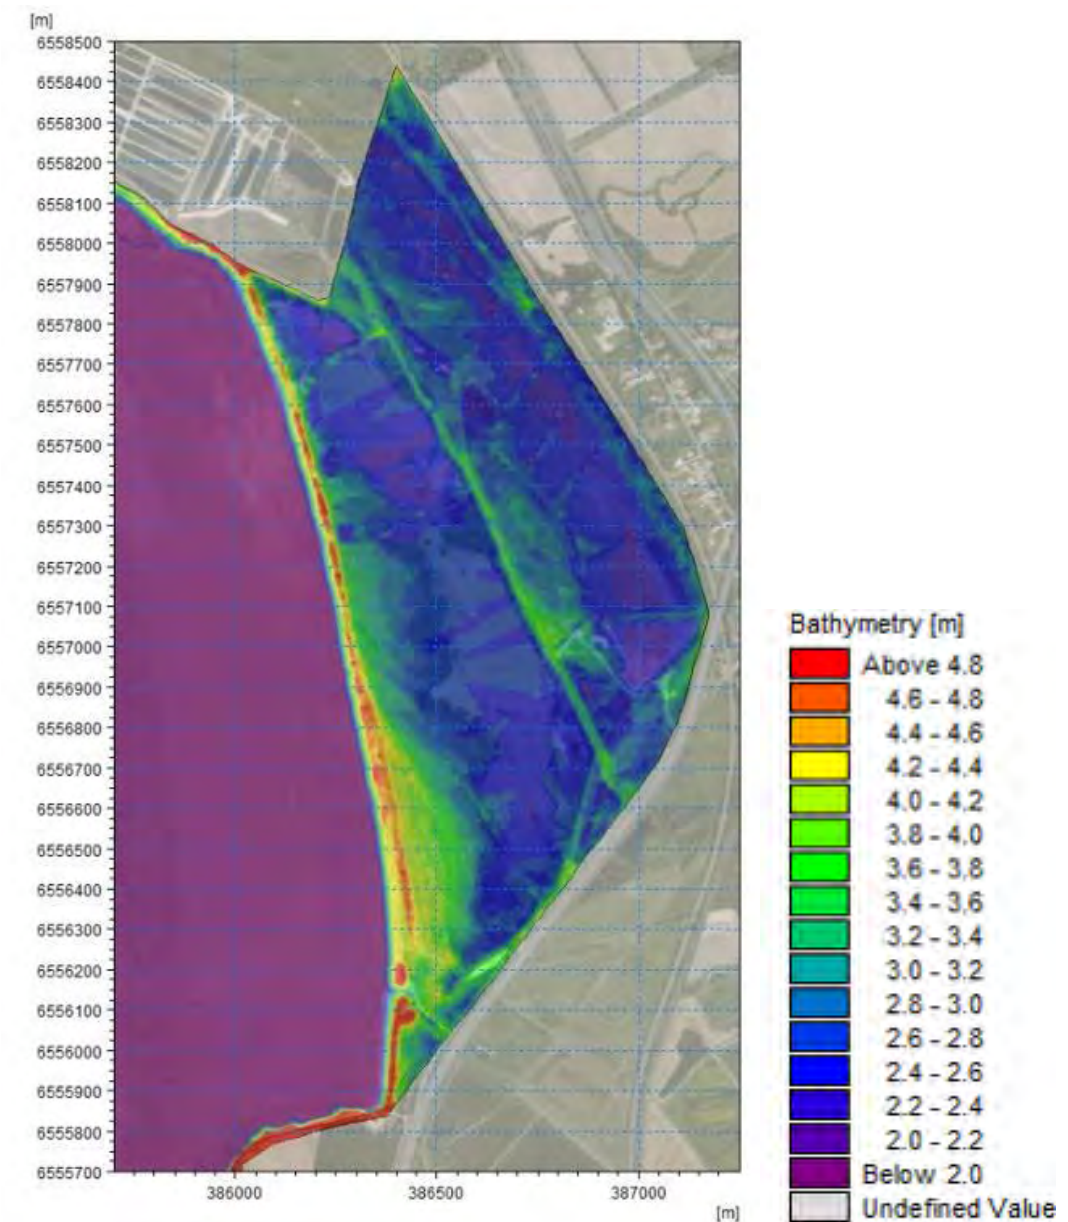 [m]
6558500
6558400
6558300
6558200
6558100
6558000
6557900
6557800
6557700
6557600
6557500
6557400
6557300
6557200
6557100
6557000
6556900
6556800
6556700
6556600
6556500
6556400
6556300
6556200
6556100
6556000
6555900
6555800
6555700
386000 386500 387000
[m]
Bathymetry [m]
Above 4.8
4.6 - 4.8
4.4 - 4.6
4.2 - 4.4
4.0 - 4.2
3.8 - 4.0
3.6 - 3.8
3.4 - 3.6
3.2 - 3.4
3.0 - 3.2
2.8 - 3.0
2.6 - 2.8
2.4 - 2.6
2.2 - 2.4
2.0 - 2.2
Below 2.0
Undefined Value